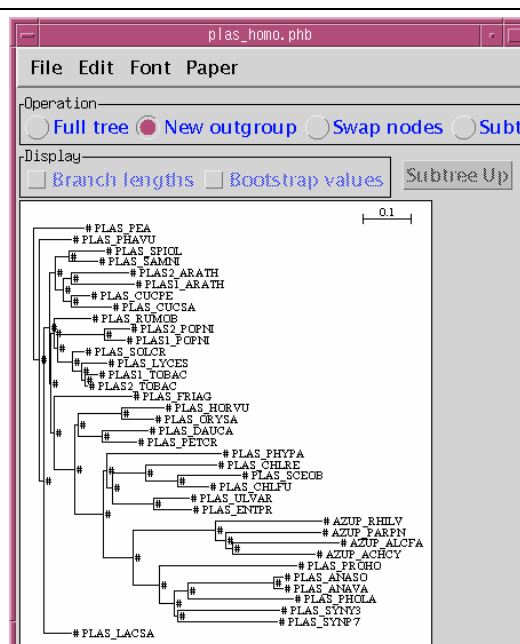 plas_homo.phb
File Edit Font Paper
Operation
Full tree New outgroup Swap nodes Subt
Display
Branch lengths Bootstrap values Subtree Up
0.1
# PLAS_PEA
# PLAS_PHAVU
# PLAS_SPIOL
# PLAS_SAMNI
# PLAS2_ARATH
# PLAS1_ARATH
# PLAS_CUCPE
# PLAS_CUCSA
# PLAS_RUMOB
# PLAS2_POPNI
# PLAS1_POPNI
# PLAS_SOLCR
# PLAS_LYCES
# PLAS1_TOBAC
# PLAS2_TOBAC
# PLAS_FRIAG
# PLAS_HORVU
# PLAS_ORYSA
# PLAS_DAUCA
# PLAS_PETCR
# PLAS_PHYPA
# PLAS_CHLRE
# PLAS_SCEOB
# PLAS_CHLFU
# PLAS_ULVAR
# PLAS_ENTPR
# AZUP_RHILV
# AZUP_PARPN
# AZUP_ALCFA
# AZUP_ACHCY
# PLAS_PROHO
# PLAS_ANASO
# PLAS_ANAVA
# PLAS_PHOLA
# PLAS_SYNY3
# PLAS_SYNP7
# PLAS_LACSA